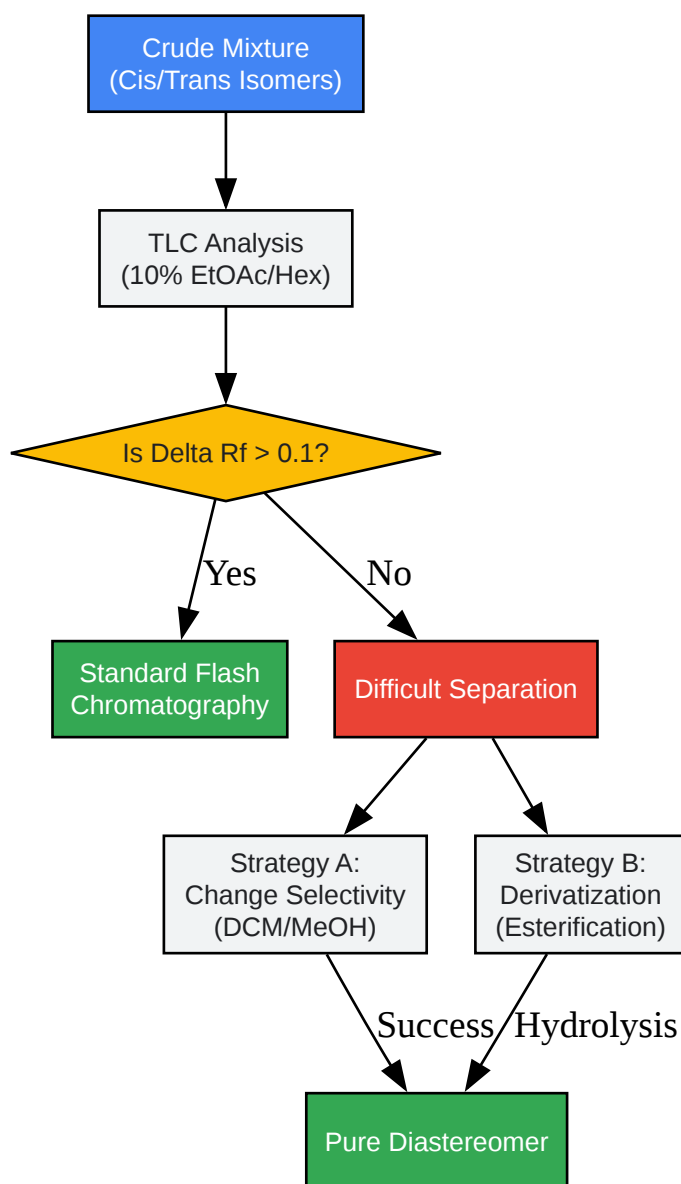 Crude Mixture
(Cis/Trans Isomers)
TLC Analysis
(10% EtOAc/Hex)
Is Delta Rf > 0.1?
Yes
No
Standard Flash
Chromatography
Difficult Separation
Strategy A:
Change Selectivity
(DCM/MeOH)
Strategy B:
Derivatization
(Esterification)
Success
Hydrolysis
Pure Diastereomer